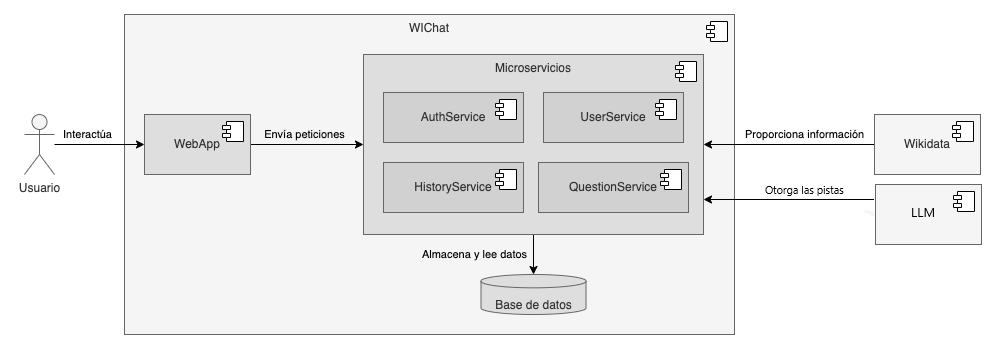 WIChat
Microservicios
AuthService
UserService
Interactúa
Envía peticiones
Proporciona información
WebApp
Wikidata
Usuario
HistoryService
QuestionService
Otorga las pistas
LLM
Almacena y lee datos
Base de datos